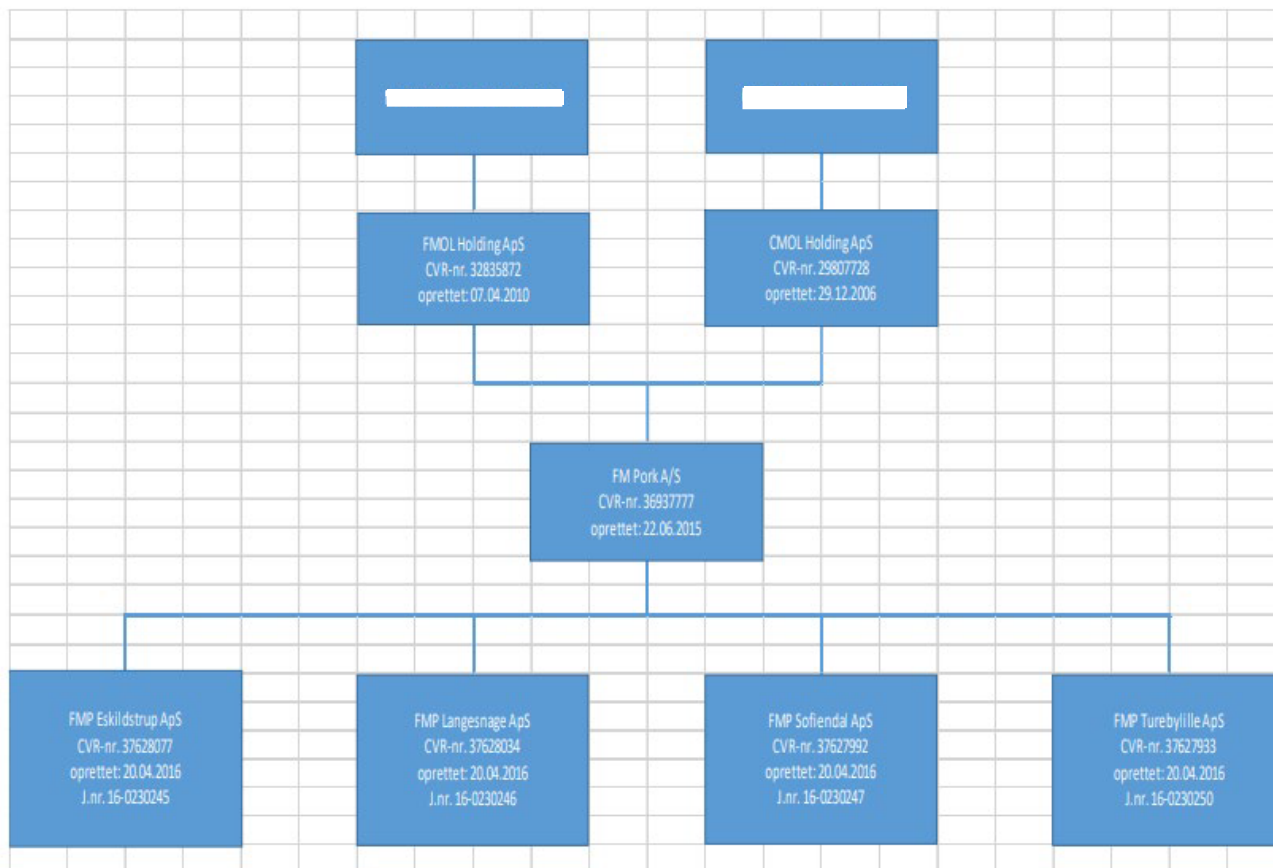 FMOL Holding ApS
CVR-nr. 32835872
oprettet: 07.04.2010
CMOL Holding ApS
CVR-nr. 29807728
oprettet: 29.12.2006
FM Pork A/S
CVR-nr. 36937777
oprettet: 22.06.2015
FMP Eskildstrup ApS
CVR-nr. 37628077
oprettet: 20.04.2016
J.nr. 16-0230245
FMP Langesnage ApS
CVR-nr. 37628034
oprettet: 20.04.2016
J.nr. 16-0230246
FMP Sofiendal ApS
CVR-nr. 37627992
oprettet: 20.04.2016
J.nr. 16-0230247
FMP Turebylille ApS
CVR-nr. 37627933
oprettet: 20.04.2016
J.nr. 16-0230250